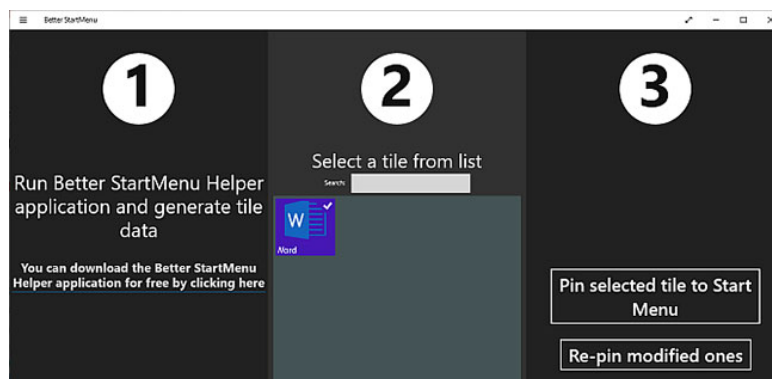 Better StartMenu
1
Run Better StartMenu Helper
application and generate tile
data
You can download the Better StartMenu
Helper application for free by clicking here
2
Select a tile from list
Search:
W
Word
3
Pin selected tile to Start
Menu
Re-pin modified ones